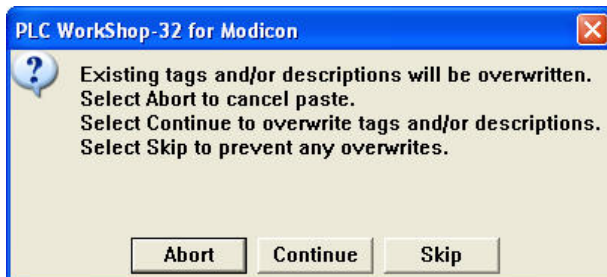 PLC WorkShop-32 for Modicon
Existing tags and/or descriptions will be overwritten.
Select Abort to cancel paste.
Select Continue to overwrite tags and/or descriptions.
Select Skip to prevent any overwrites.
Abort Continue Skip